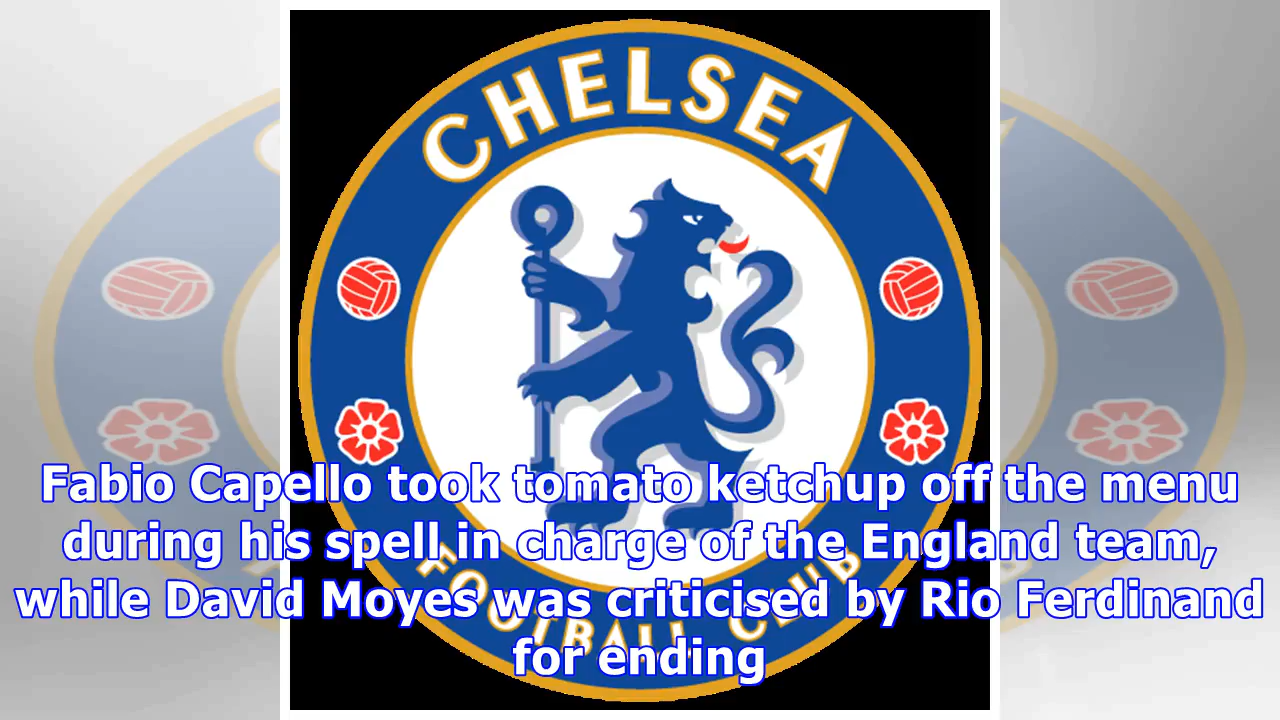 CHELSEA
Fabio Capello took tomato ketchup off the menu
during his spell in charge of the England team,
while David Moyes was criticised by Rio Ferdinand
for ending
FOOTBALL CLUB